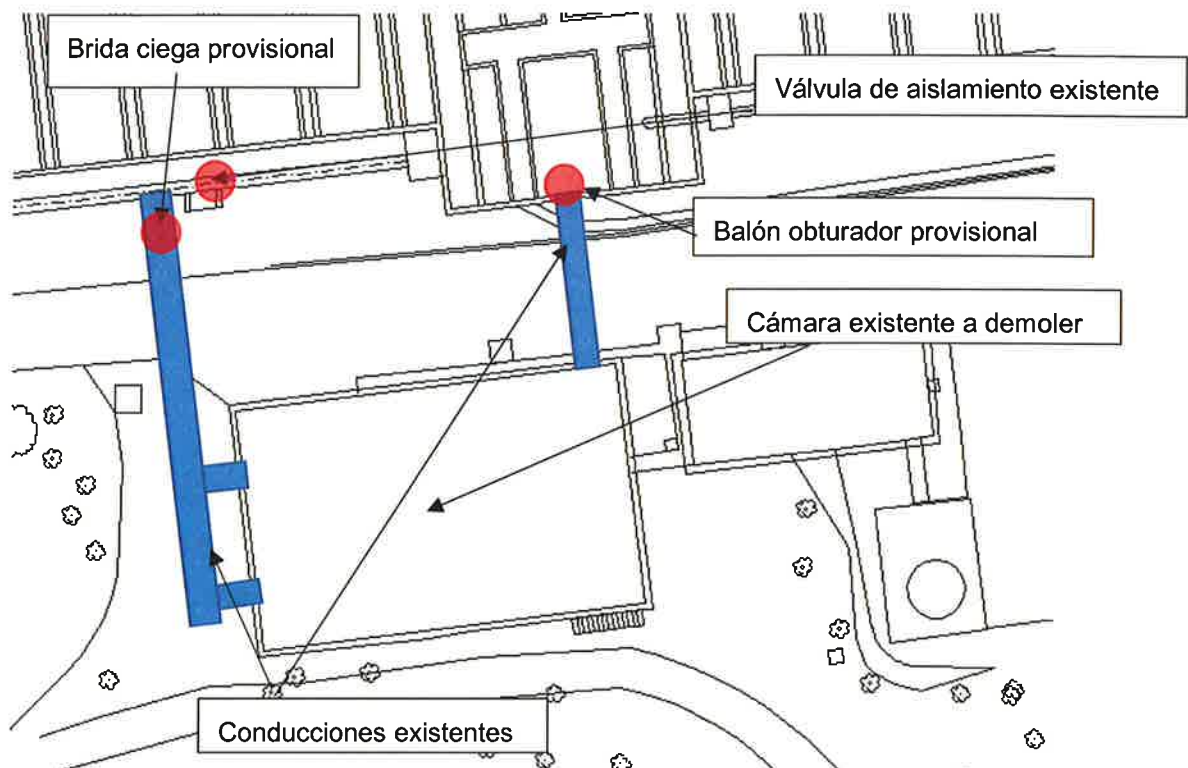 Brida ciega provisional
Válvula de aislamiento existente
Balón obturador provisional
Cámara existente a demoler
Conducciones existentes